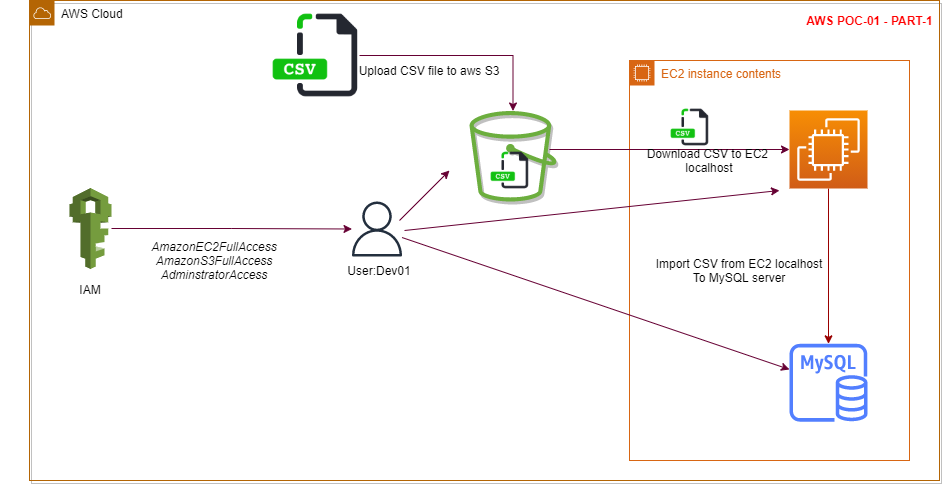 AWS Cloud
AWS POC-01 - PART-1
CSV
Upload CSV file to aws S3
EC2 instance contents
CSV
Download CSV to EC2
localhost
CSV
AmazonEC2FullAccess
AmazonS3FullAccess
AdminstratorAccess
IAM
User:Dev01
Import CSV from EC2 localhost
To MySQL server
MySQL